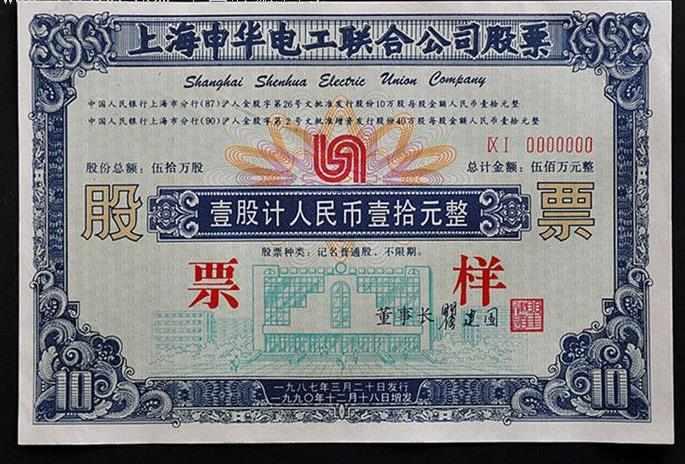 上海申华电工联合公司股票
Shanghai Shenhua Electric Union Company
中国人民银行上海市分行(87)沪人金股字第26号文批准发行股份10万股每股金额人民币壹拾元整
中国人民银行上海市分行(90)沪人金股字第2号文批准增资发行股份40万股每股金额人民币壹拾元整
XI 0000000
股份总额:伍拾万股
总计金额:伍佰万元整
股 壹股计人民币壹拾元整 票
股票种类:记名普通股、不限期。
票 样
董事长 瞿建国
10 10
一九八七年三月二十日发行
一九九〇年十二月十八日增发